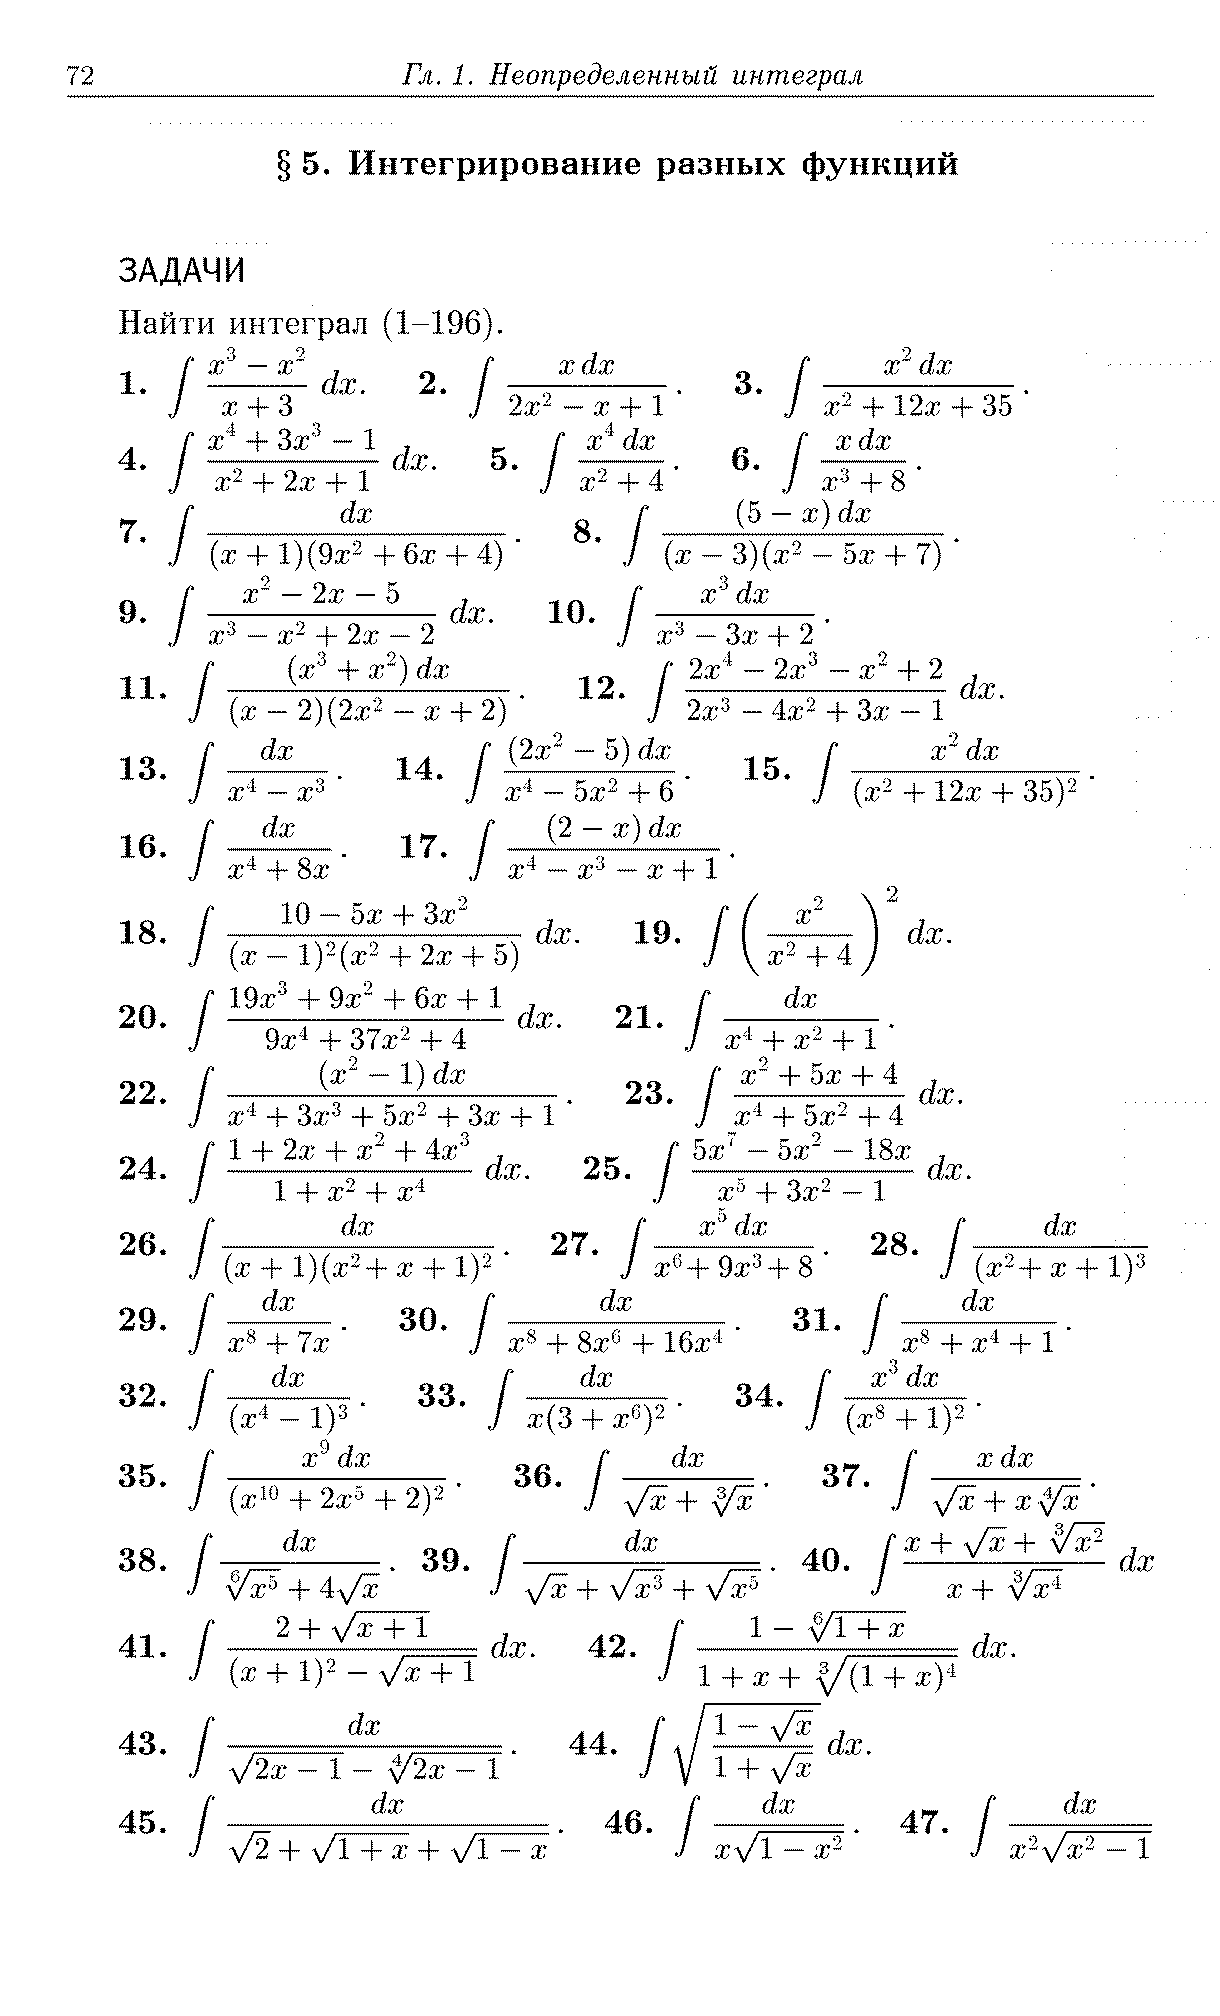 72 Гл. 1. Неопределенный интеграл
§ 5. Интегрирование разных функций
ЗАДАЧИ
Найти интеграл (1–196).
1. $\int \frac{x^3 - x^2}{x + 3}\, dx.$ 2. $\int \frac{x\, dx}{2x^2 - x + 1}.$ 3. $\int \frac{x^2\, dx}{x^2 + 12x + 35}.$
4. $\int \frac{x^4 + 3x^3 - 1}{x^2 + 2x + 1}\, dx.$ 5. $\int \frac{x^4\, dx}{x^2 + 4}.$ 6. $\int \frac{x\, dx}{x^3 + 8}.$
7. $\int \frac{dx}{(x + 1)(9x^2 + 6x + 4)}.$ 8. $\int \frac{(5 - x)\, dx}{(x - 3)(x^2 - 5x + 7)}.$
9. $\int \frac{x^2 - 2x - 5}{x^3 - x^2 + 2x - 2}\, dx.$ 10. $\int \frac{x^3\, dx}{x^3 - 3x + 2}.$
11. $\int \frac{(x^3 + x^2)\, dx}{(x - 2)(2x^2 - x + 2)}.$ 12. $\int \frac{2x^4 - 2x^3 - x^2 + 2}{2x^3 - 4x^2 + 3x - 1}\, dx.$
13. $\int \frac{dx}{x^4 - x^3}.$ 14. $\int \frac{(2x^2 - 5)\, dx}{x^4 - 5x^2 + 6}.$ 15. $\int \frac{x^2\, dx}{(x^2 + 12x + 35)^2}.$
16. $\int \frac{dx}{x^4 + 8x}.$ 17. $\int \frac{(2 - x)\, dx}{x^4 - x^3 - x + 1}.$
18. $\int \frac{10 - 5x + 3x^2}{(x - 1)^2(x^2 + 2x + 5)}\, dx.$ 19. $\int \left( \frac{x^2}{x^2 + 4} \right)^2 dx.$
20. $\int \frac{19x^3 + 9x^2 + 6x + 1}{9x^4 + 37x^2 + 4}\, dx.$ 21. $\int \frac{dx}{x^4 + x^2 + 1}.$
22. $\int \frac{(x^2 - 1)\, dx}{x^4 + 3x^3 + 5x^2 + 3x + 1}.$ 23. $\int \frac{x^2 + 5x + 4}{x^4 + 5x^2 + 4}\, dx.$
24. $\int \frac{1 + 2x + x^2 + 4x^3}{1 + x^2 + x^4}\, dx.$ 25. $\int \frac{5x^7 - 5x^2 - 18x}{x^5 + 3x^2 - 1}\, dx.$
26. $\int \frac{dx}{(x + 1)(x^2 + x + 1)^2}.$ 27. $\int \frac{x^5\, dx}{x^6 + 9x^3 + 8}.$ 28. $\int \frac{dx}{(x^2 + x + 1)^3}$
29. $\int \frac{dx}{x^8 + 7x}.$ 30. $\int \frac{dx}{x^8 + 8x^6 + 16x^4}.$ 31. $\int \frac{dx}{x^8 + x^4 + 1}.$
32. $\int \frac{dx}{(x^4 - 1)^3}.$ 33. $\int \frac{dx}{x(3 + x^6)^2}.$ 34. $\int \frac{x^3\, dx}{(x^8 + 1)^2}.$
35. $\int \frac{x^9\, dx}{(x^{10} + 2x^5 + 2)^2}.$ 36. $\int \frac{dx}{\sqrt{x} + \sqrt[3]{x}}.$ 37. $\int \frac{x\, dx}{\sqrt{x} + x\sqrt[4]{x}}.$
38. $\int \frac{dx}{\sqrt[6]{x^5} + 4\sqrt{x}}.$ 39. $\int \frac{dx}{\sqrt{x} + \sqrt{x^3} + \sqrt{x^5}}.$ 40. $\int \frac{x + \sqrt{x} + \sqrt[3]{x^2}}{x + \sqrt[3]{x^4}}\, dx$
41. $\int \frac{2 + \sqrt{x + 1}}{(x + 1)^2 - \sqrt{x + 1}}\, dx.$ 42. $\int \frac{1 - \sqrt[6]{1 + x}}{1 + x + \sqrt[3]{(1 + x)^4}}\, dx.$
43. $\int \frac{dx}{\sqrt{2x - 1} - \sqrt[4]{2x - 1}}.$ 44. $\int \sqrt{\frac{1 - \sqrt{x}}{1 + \sqrt{x}}}\, dx.$
45. $\int \frac{dx}{\sqrt{2} + \sqrt{1 + x} + \sqrt{1 - x}}.$ 46. $\int \frac{dx}{x\sqrt{1 - x^2}}.$ 47. $\int \frac{dx}{x^2\sqrt{x^2 - 1}}$